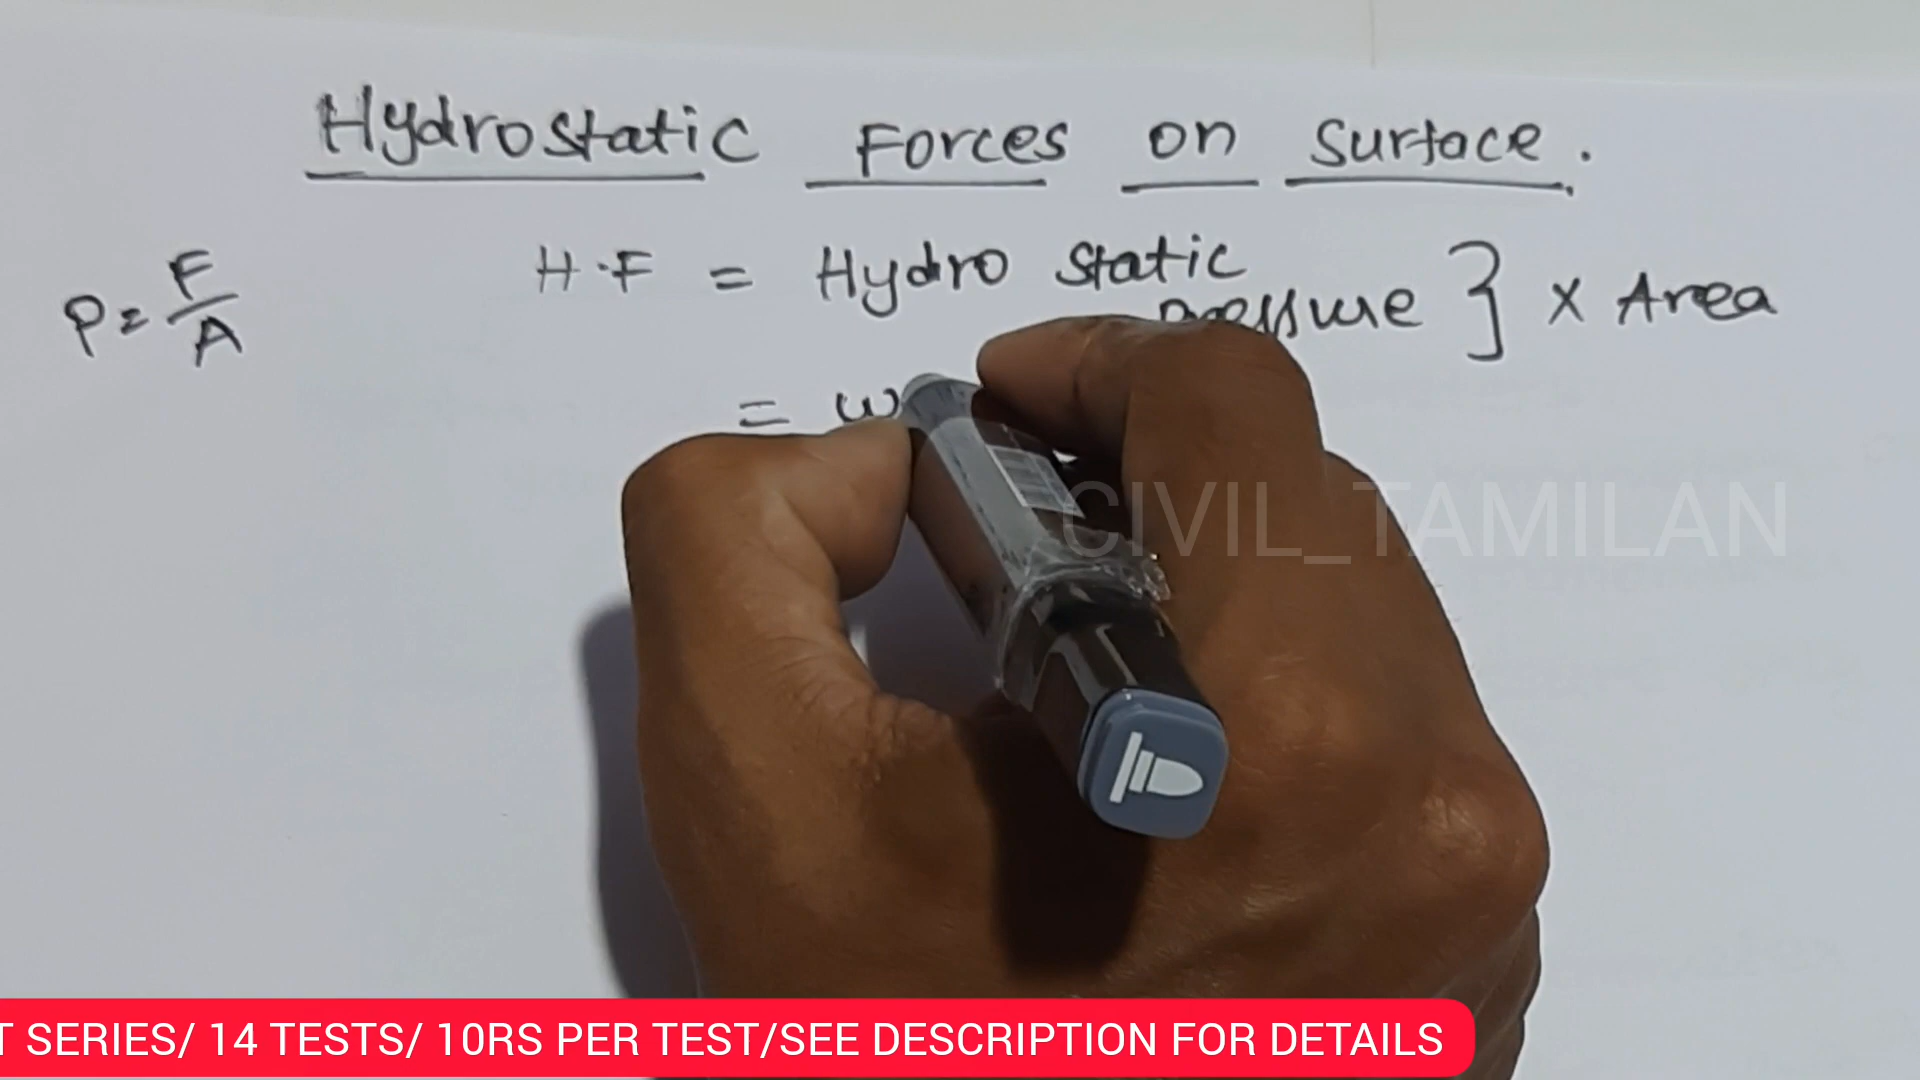 Hydrostatic Forces on Surface.
P = F/A
H.F = Hydro static pressure } x Area
= w
CIVIL_TAMILAN
T SERIES/ 14 TESTS/ 10RS PER TEST/SEE DESCRIPTION FOR DETAILS